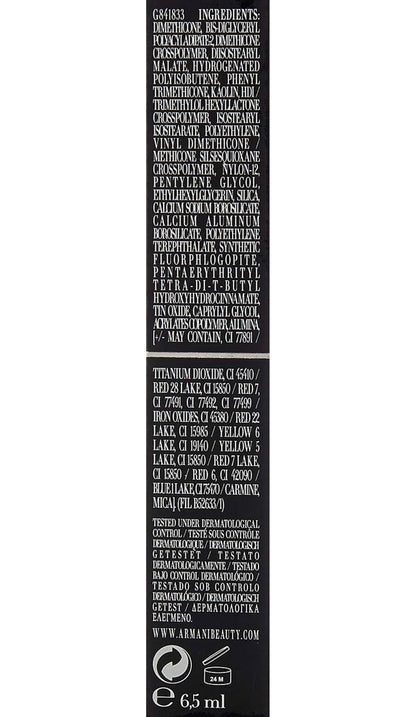 G841833 INGREDIENTS:
DIMETHICONE, BIS-DIGLYCERYL
POLYACYLADIPATE-2, DIMETHICONE
CROSSPOLYMER, DIISOSTEARYL
MALATE, HYDROGENATED
POLYISOBUTENE, PHENYL
TRIMETHICONE, KAOLIN, HDI /
TRIMETHYLOL HEXYLLACTONE
CROSSPOLYMER, ISOSTEARYL
ISOSTEARATE, POLYETHYLENE,
VINYL DIMETHICONE /
METHICONE SILSESQUIOXANE
CROSSPOLYMER, NYLON-12,
PENTYLENE GLYCOL,
ETHYLHEXYLGLYCERIN, SILICA,
CALCIUM SODIUM BOROSILICATE,
CALCIUM ALUMINUM
BOROSILICATE, POLYETHYLENE
TEREPHTHALATE, SYNTHETIC
FLUORPHLOGOPITE,
PENTAERYTHRITYL
TETRA-DI-T-BUTYL
HYDROXYHYDROCINNAMATE,
TIN OXIDE, CAPRYLYL GLYCOL,
ACRYLATES COPOLYMER, ALUMINA,
[+/- MAY CONTAIN, CI 77891 /
TITANIUM DIOXIDE, CI 45410 /
RED 28 LAKE, CI 15850 / RED 7,
CI 77491, CI 77492, CI 77499 /
IRON OXIDES, CI 45380 / RED 22
LAKE, CI 15985 / YELLOW 6
LAKE, CI 19140 / YELLOW 5
LAKE, CI 15850 / RED 7 LAKE,
CI 15850 / RED 6, CI 42090 /
BLUE 1 LAKE, CI 75470 / CARMINE,
MICA]. (FIL B52633/1)
TESTED UNDER DERMATOLOGICAL
CONTROL / TESTÉ SOUS CONTRÔLE
DERMATOLOGIQUE / DERMATOLOGISCH
GETESTET / TESTATO
DERMATOLOGICAMENTE / TESTADO
BAJO CONTROL DERMATOLÓGICO /
TESTADO SOB CONTROLO
DERMATOLÓGICO / DERMATOLOGISCH
GETEST / ΔΕΡΜΑΤΟΛΟΓΙΚΑ
ΕΛΕΓΜΕΝΟ.
WWW.ARMANIBEAUTY.COM
24 M
e 6,5 ml